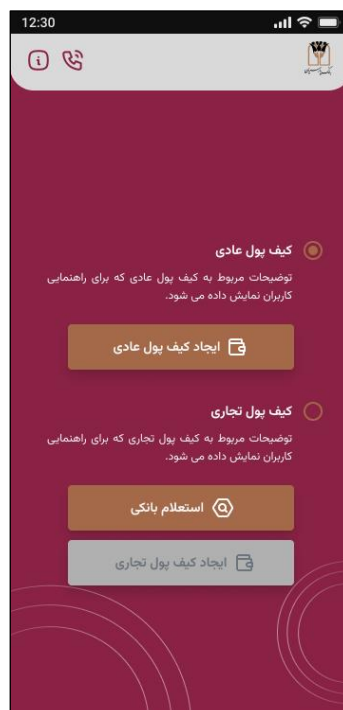 12:30
کیف پول عادی
توضیحات مربوط به کیف پول عادی که برای راهنمایی
کاربران نمایش داده می شود.
ایجاد کیف پول عادی
کیف پول تجاری
توضیحات مربوط به کیف پول تجاری که برای راهنمایی
کاربران نمایش داده می شود.
استعلام بانکی
ایجاد کیف پول تجاری